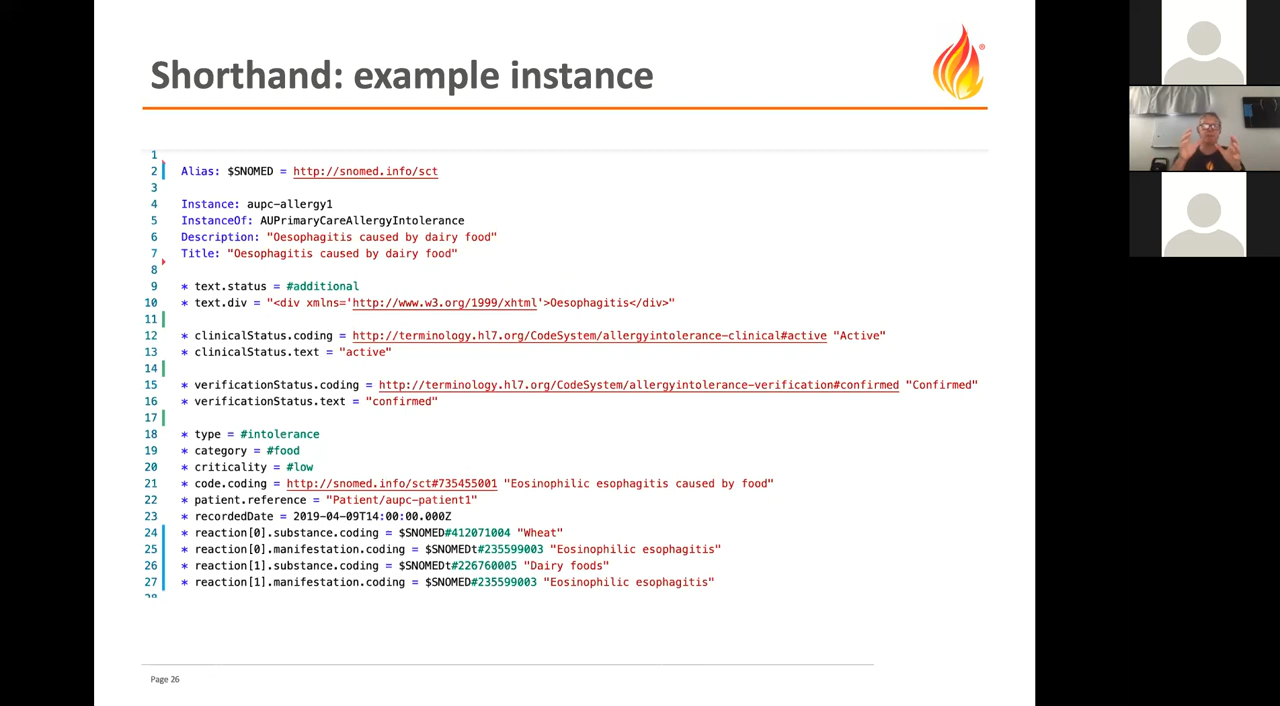 Shorthand: example instance
®
1
2 Alias: $SNOMED = http://snomed.info/sct
3
4 Instance: aupc-allergy1
5 InstanceOf: AUPrimaryCareAllergyIntolerance
6 Description: "Oesophagitis caused by dairy food"
7 Title: "Oesophagitis caused by dairy food"
8
9 * text.status = #additional
10 * text.div = "<div xmlns='http://www.w3.org/1999/xhtml'>Oesophagitis</div>"
11
12 * clinicalStatus.coding = http://terminology.hl7.org/CodeSystem/allergyintolerance-clinical#active "Active"
13 * clinicalStatus.text = "active"
14
15 * verificationStatus.coding = http://terminology.hl7.org/CodeSystem/allergyintolerance-verification#confirmed "Confirmed"
16 * verificationStatus.text = "confirmed"
17
18 * type = #intolerance
19 * category = #food
20 * criticality = #low
21 * code.coding = http://snomed.info/sct#735455001 "Eosinophilic esophagitis caused by food"
22 * patient.reference = "Patient/aupc-patient1"
23 * recordedDate = 2019-04-09T14:00:00.000Z
24 * reaction[0].substance.coding = $SNOMED#412071004 "Wheat"
25 * reaction[0].manifestation.coding = $SNOMEDt#235599003 "Eosinophilic esophagitis"
26 * reaction[1].substance.coding = $SNOMEDt#226760005 "Dairy foods"
27 * reaction[1].manifestation.coding = $SNOMED#235599003 "Eosinophilic esophagitis"
28
Page 26